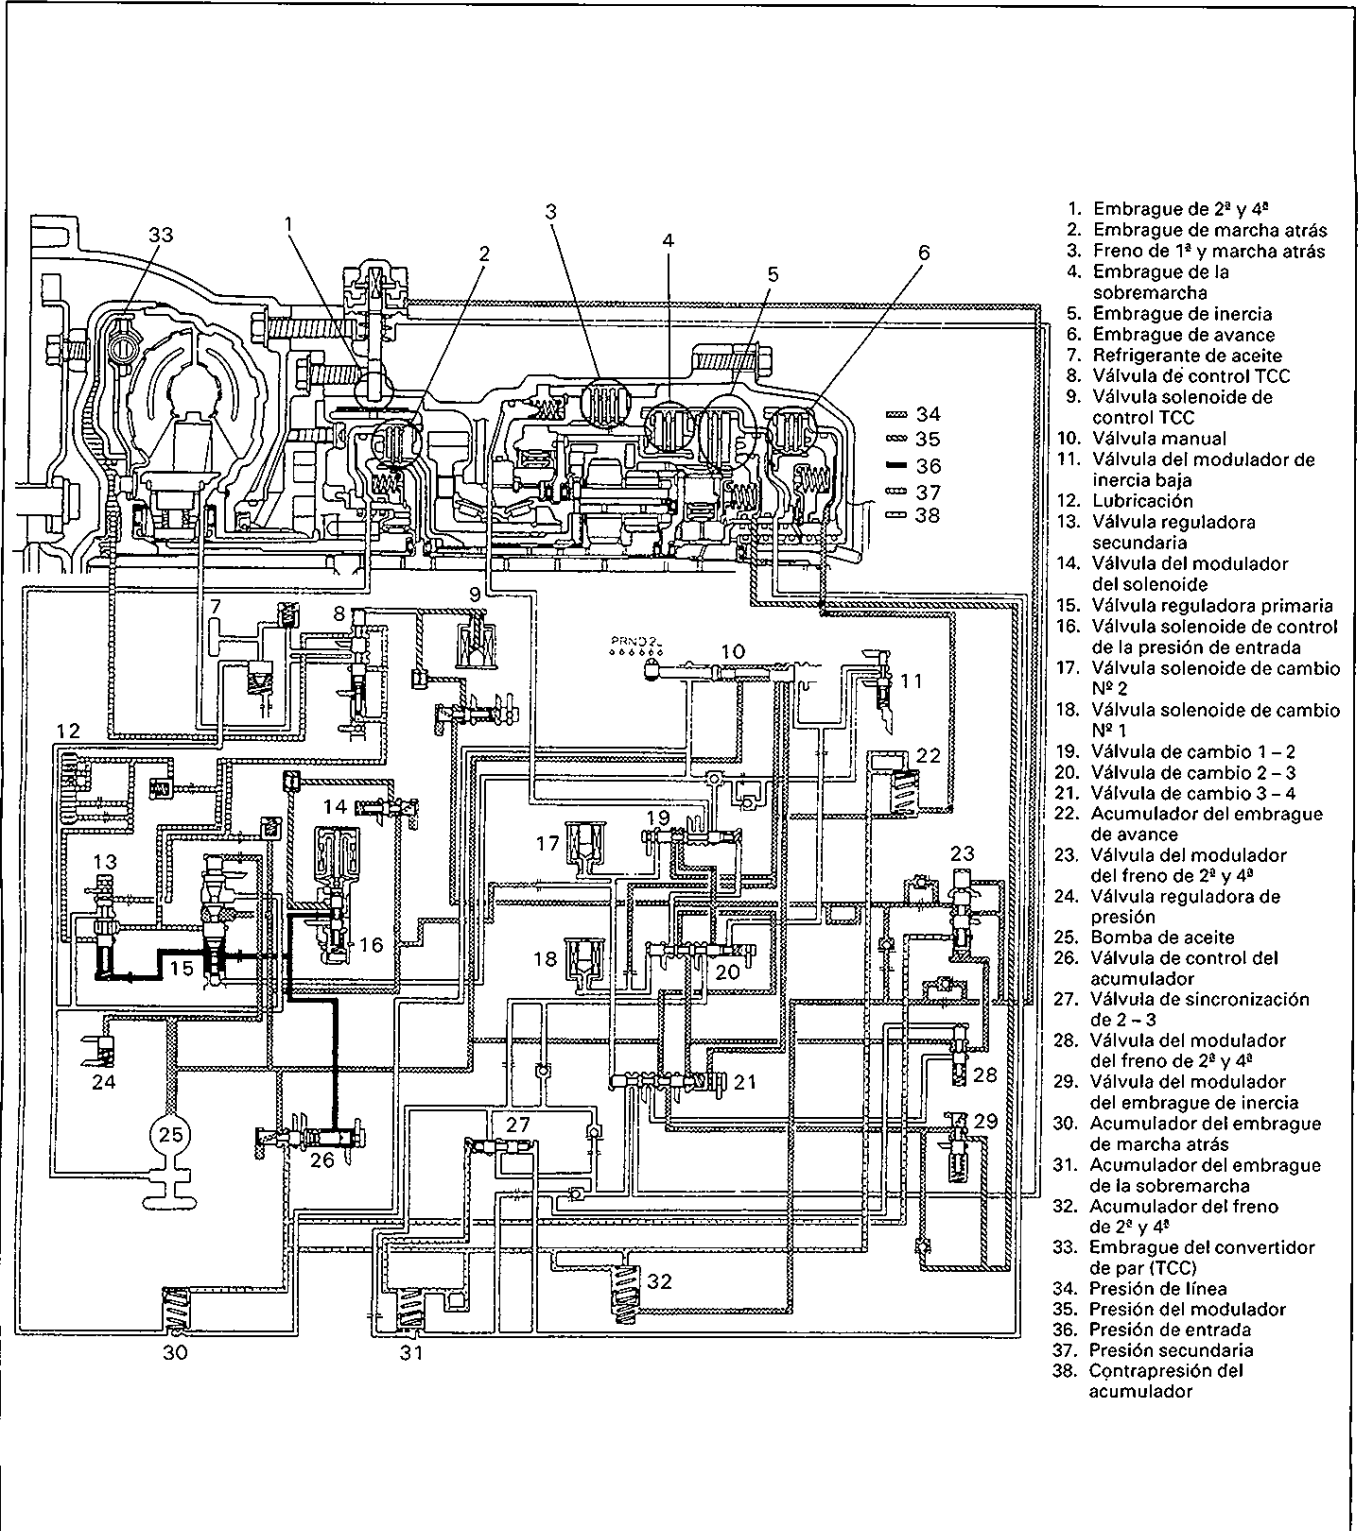 33
1
2
3
4
5
6
34
35
36
37
38
7
8
9
PRND2L
10
11
12
22
14
19
17
23
13
16
15
18
20
24
21
28
27
29
25
26
32
30
31
1. Embrague de 2ª y 4ª
2. Embrague de marcha atrás
3. Freno de 1ª y marcha atrás
4. Embrague de la
sobremarcha
5. Embrague de inercia
6. Embrague de avance
7. Refrigerante de aceite
8. Válvula de control TCC
9. Válvula solenoide de
control TCC
10. Válvula manual
11. Válvula del modulador de
inercia baja
12. Lubricación
13. Válvula reguladora
secundaria
14. Válvula del modulador
del solenoide
15. Válvula reguladora primaria
16. Válvula solenoide de control
de la presión de entrada
17. Válvula solenoide de cambio
Nº 2
18. Válvula solenoide de cambio
Nº 1
19. Válvula de cambio 1 – 2
20. Válvula de cambio 2 – 3
21. Válvula de cambio 3 – 4
22. Acumulador del embrague
de avance
23. Válvula del modulador
del freno de 2ª y 4ª
24. Válvula reguladora de
presión
25. Bomba de aceite
26. Válvula de control del
acumulador
27. Válvula de sincronización
de 2 – 3
28. Válvula del modulador
del freno de 2ª y 4ª
29. Válvula del modulador
del embrague de inercia
30. Acumulador del embrague
de marcha atrás
31. Acumulador del embrague
de la sobremarcha
32. Acumulador del freno
de 2ª y 4ª
33. Embrague del convertidor
de par (TCC)
34. Presión de línea
35. Presión del modulador
36. Presión de entrada
37. Presión secundaria
38. Contrapresión del
acumulador